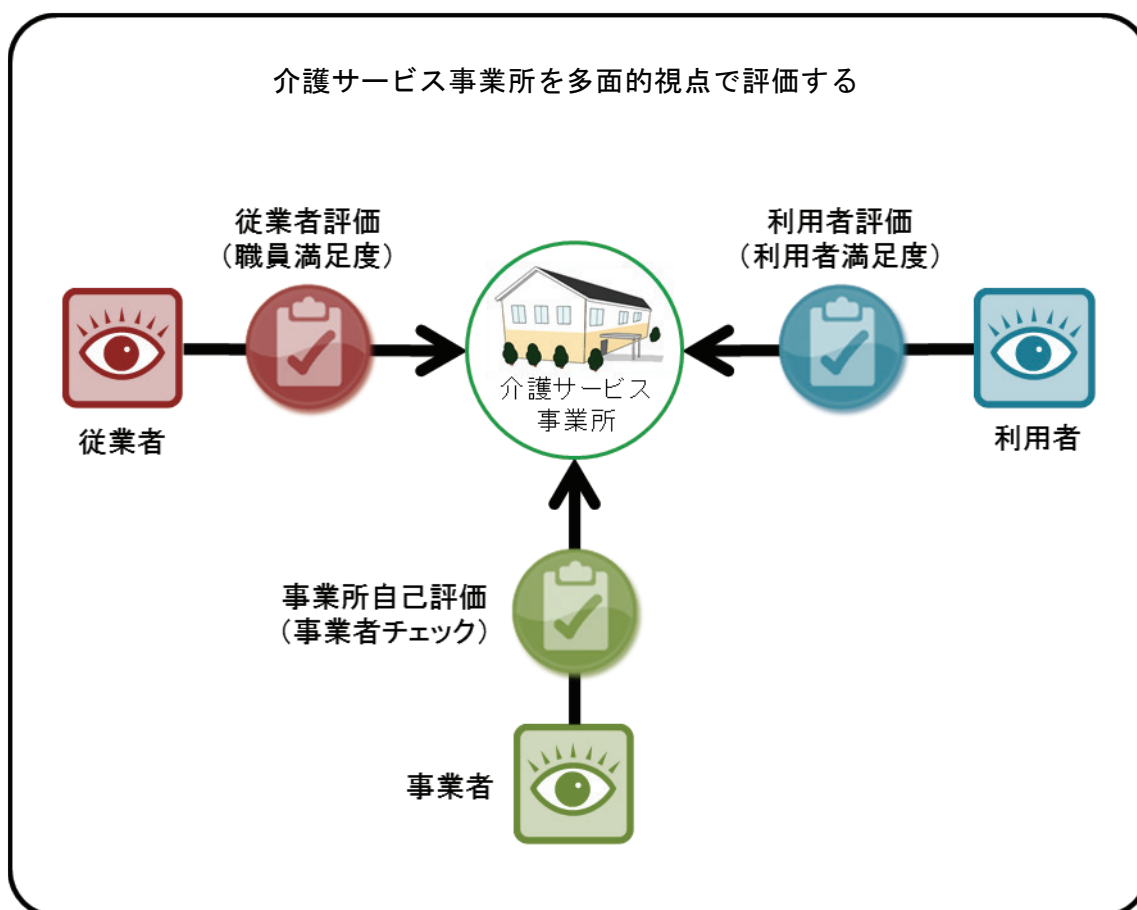 介護サービス事業所を多面的視点で評価する
従業者評価
（職員満足度）
利用者評価
（利用者満足度）
介護サービス
事業所
従業者
利用者
事業所自己評価
（事業者チェック）
事業者